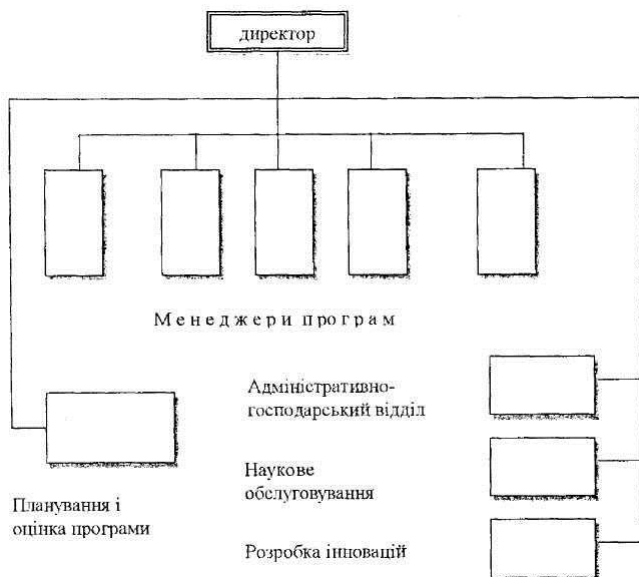 директор
Менеджери програм
Адміністративно-
господарський відділ
Наукове
обслуговування
Планування і
оцінка програми
Розробка інновацій